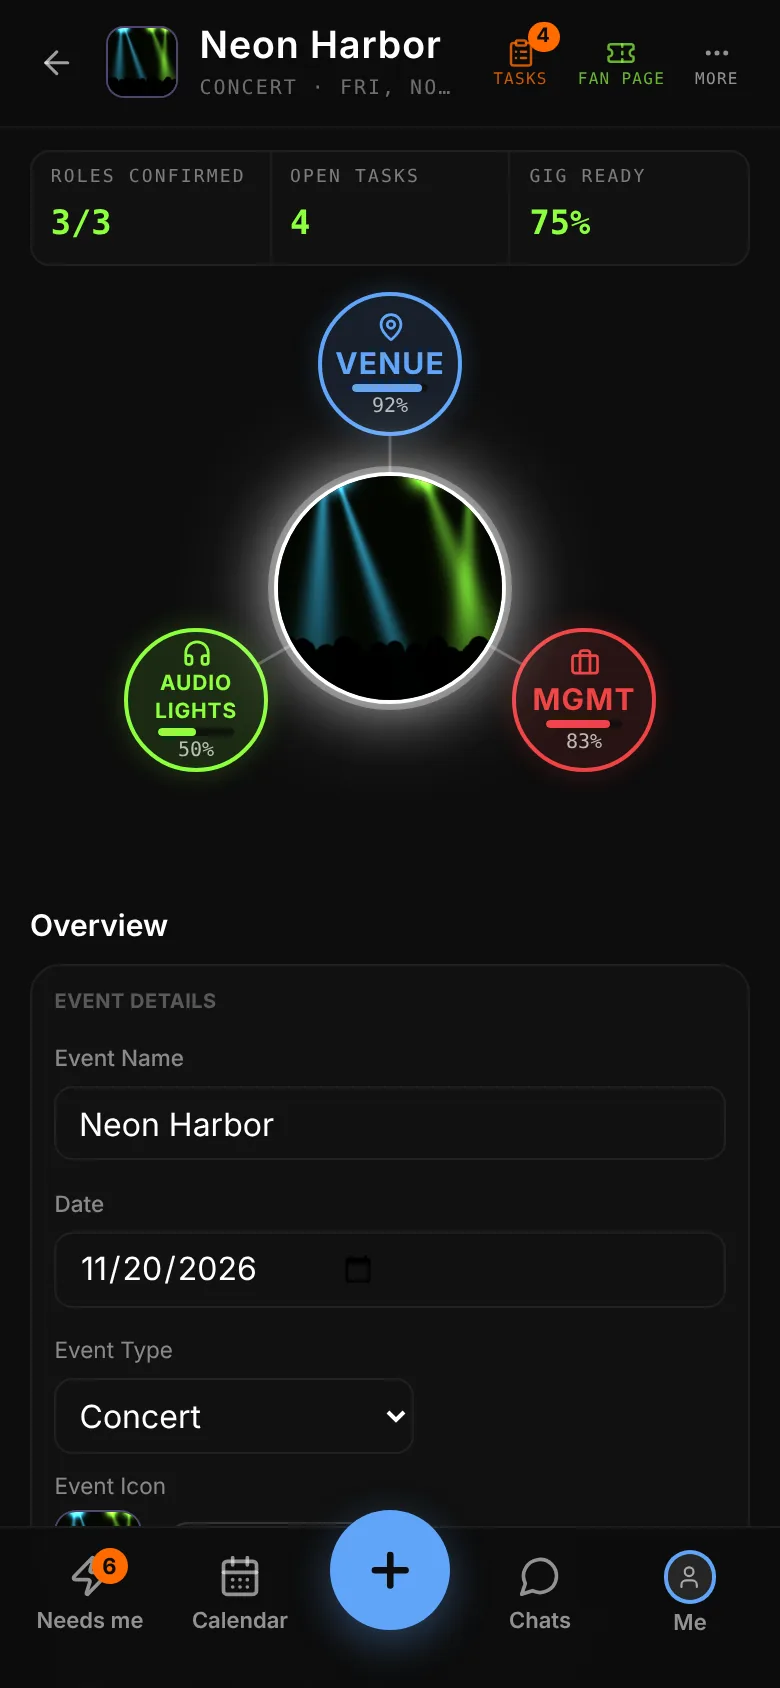 Neon Harbor
CONCERT · FRI, NO…
4
TASKS
FAN PAGE
MORE
ROLES CONFIRMED
3/3
OPEN TASKS
4
GIG READY
75%
VENUE
92%
AUDIO
LIGHTS
50%
MGMT
83%
Overview
EVENT DETAILS
Event Name
Neon Harbor
Date
11/20/2026
Event Type
Concert
Event Icon
6
Needs me
Calendar
Chats
Me